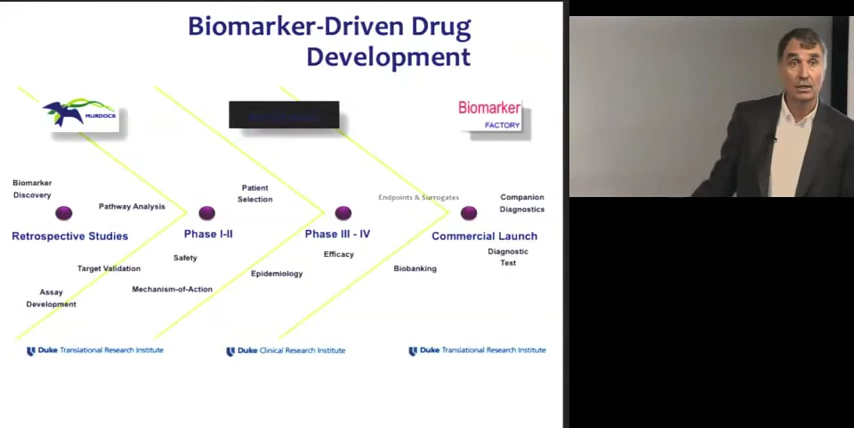 Biomarker-Driven Drug
Development
MURDOCK
Biomarker
FACTORY
Biomarker
Discovery
Pathway Analysis
Patient
Selection
Endpoints & Surrogates
Companion
Diagnostics
Retrospective Studies
Phase I-II
Phase III - IV
Commercial Launch
Target Validation
Safety
Efficacy
Diagnostic
Test
Epidemiology
Biobanking
Assay
Development
Mechanism-of-Action
Duke Translational Research Institute
Duke Clinical Research Institute
Duke Translational Research Institute